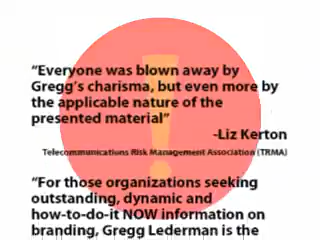 “Everyone was blown away by
Gregg’s charisma, but even more by
the applicable nature of the
presented material”
-Liz Kerton
Telecommunications Risk Management Association (TRMA)
“For those organizations seeking
outstanding, dynamic and
how-to-do-it NOW information on
branding, Gregg Lederman is the